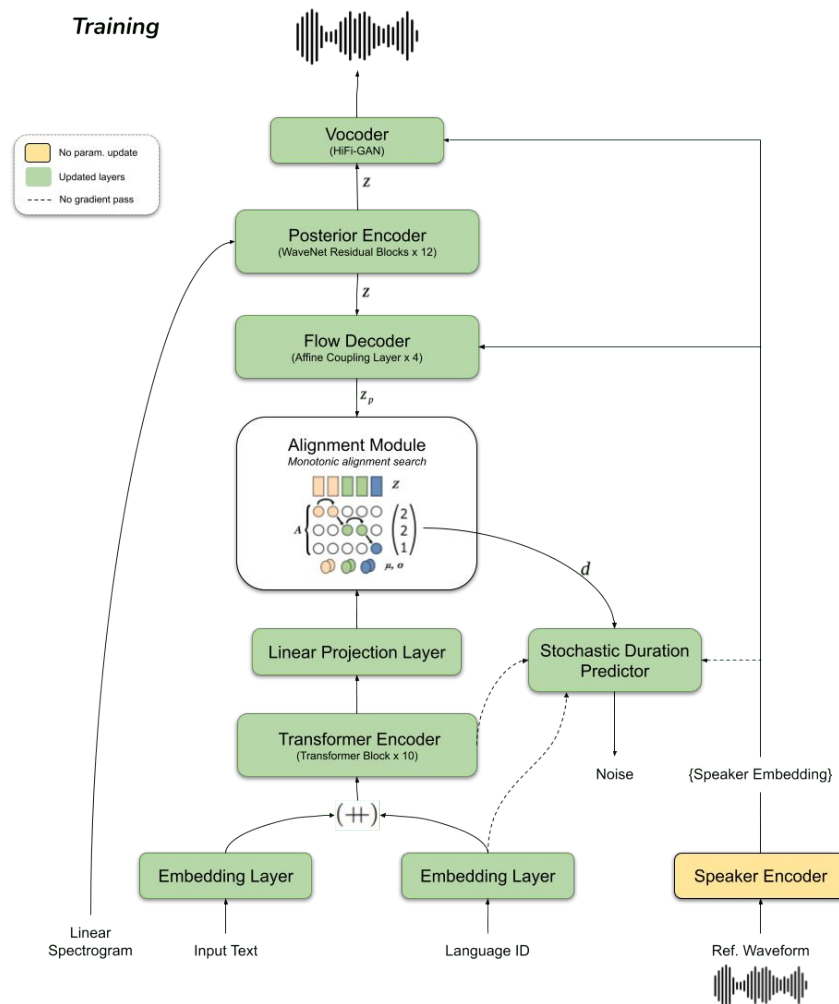 Training
No param. update
Updated layers
No gradient pass
Vocoder
(HiFi-GAN)
z
Posterior Encoder
(WaveNet Residual Blocks x 12)
z
Flow Decoder
(Affine Coupling Layer x 4)
z_p
Alignment Module
Monotonic alignment search
Z
A
2
2
1
μ, σ
d
Linear Projection Layer
Stochastic Duration
Predictor
Transformer Encoder
(Transformer Block x 10)
Noise
{Speaker Embedding}
(++)
Embedding Layer
Embedding Layer
Speaker Encoder
Linear
Spectrogram
Input Text
Language ID
Ref. Waveform